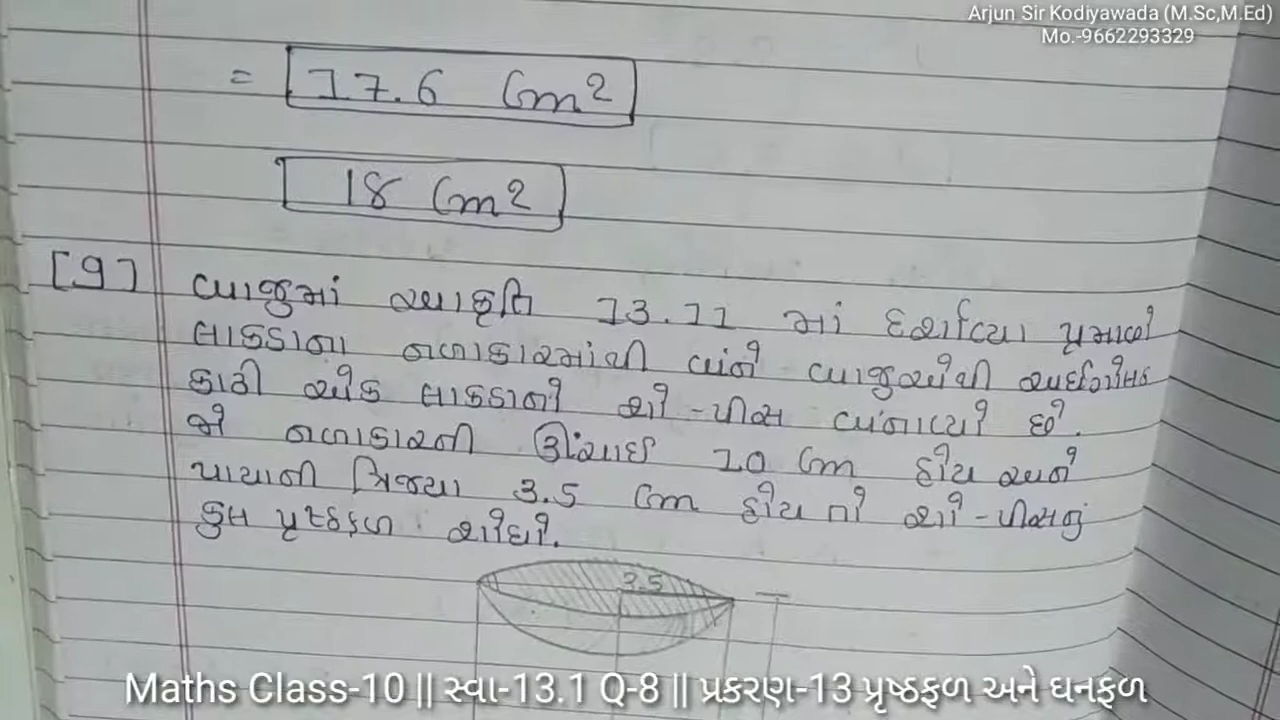 Arjun Sir Kodiyawada (M.Sc,M.Ed)
Mo.-9662293329
= 17.6 Cm²
18 Cm²
[9] બાજુમાં આકૃતિ 13.11 માં દર્શાવ્યા પ્રમાણે
લાકડાના નળાકારમાંથી બંને બાજુએથી અર્ધગોલક
કાઢી એક લાકડાનો શો-પીસ બનાવ્યો છે.
જો નળાકારની ઊંચાઈ 10 Cm હોય અને
પાયાની ત્રિજ્યા 3.5 Cm હોય તો શો-પીસનું
કુલ પૃષ્ઠફળ શોધો.
3.5
Maths Class-10 || સ્વા-13.1 Q-8 || પ્રકરણ-13 પૃષ્ઠફળ અને ઘનફળ